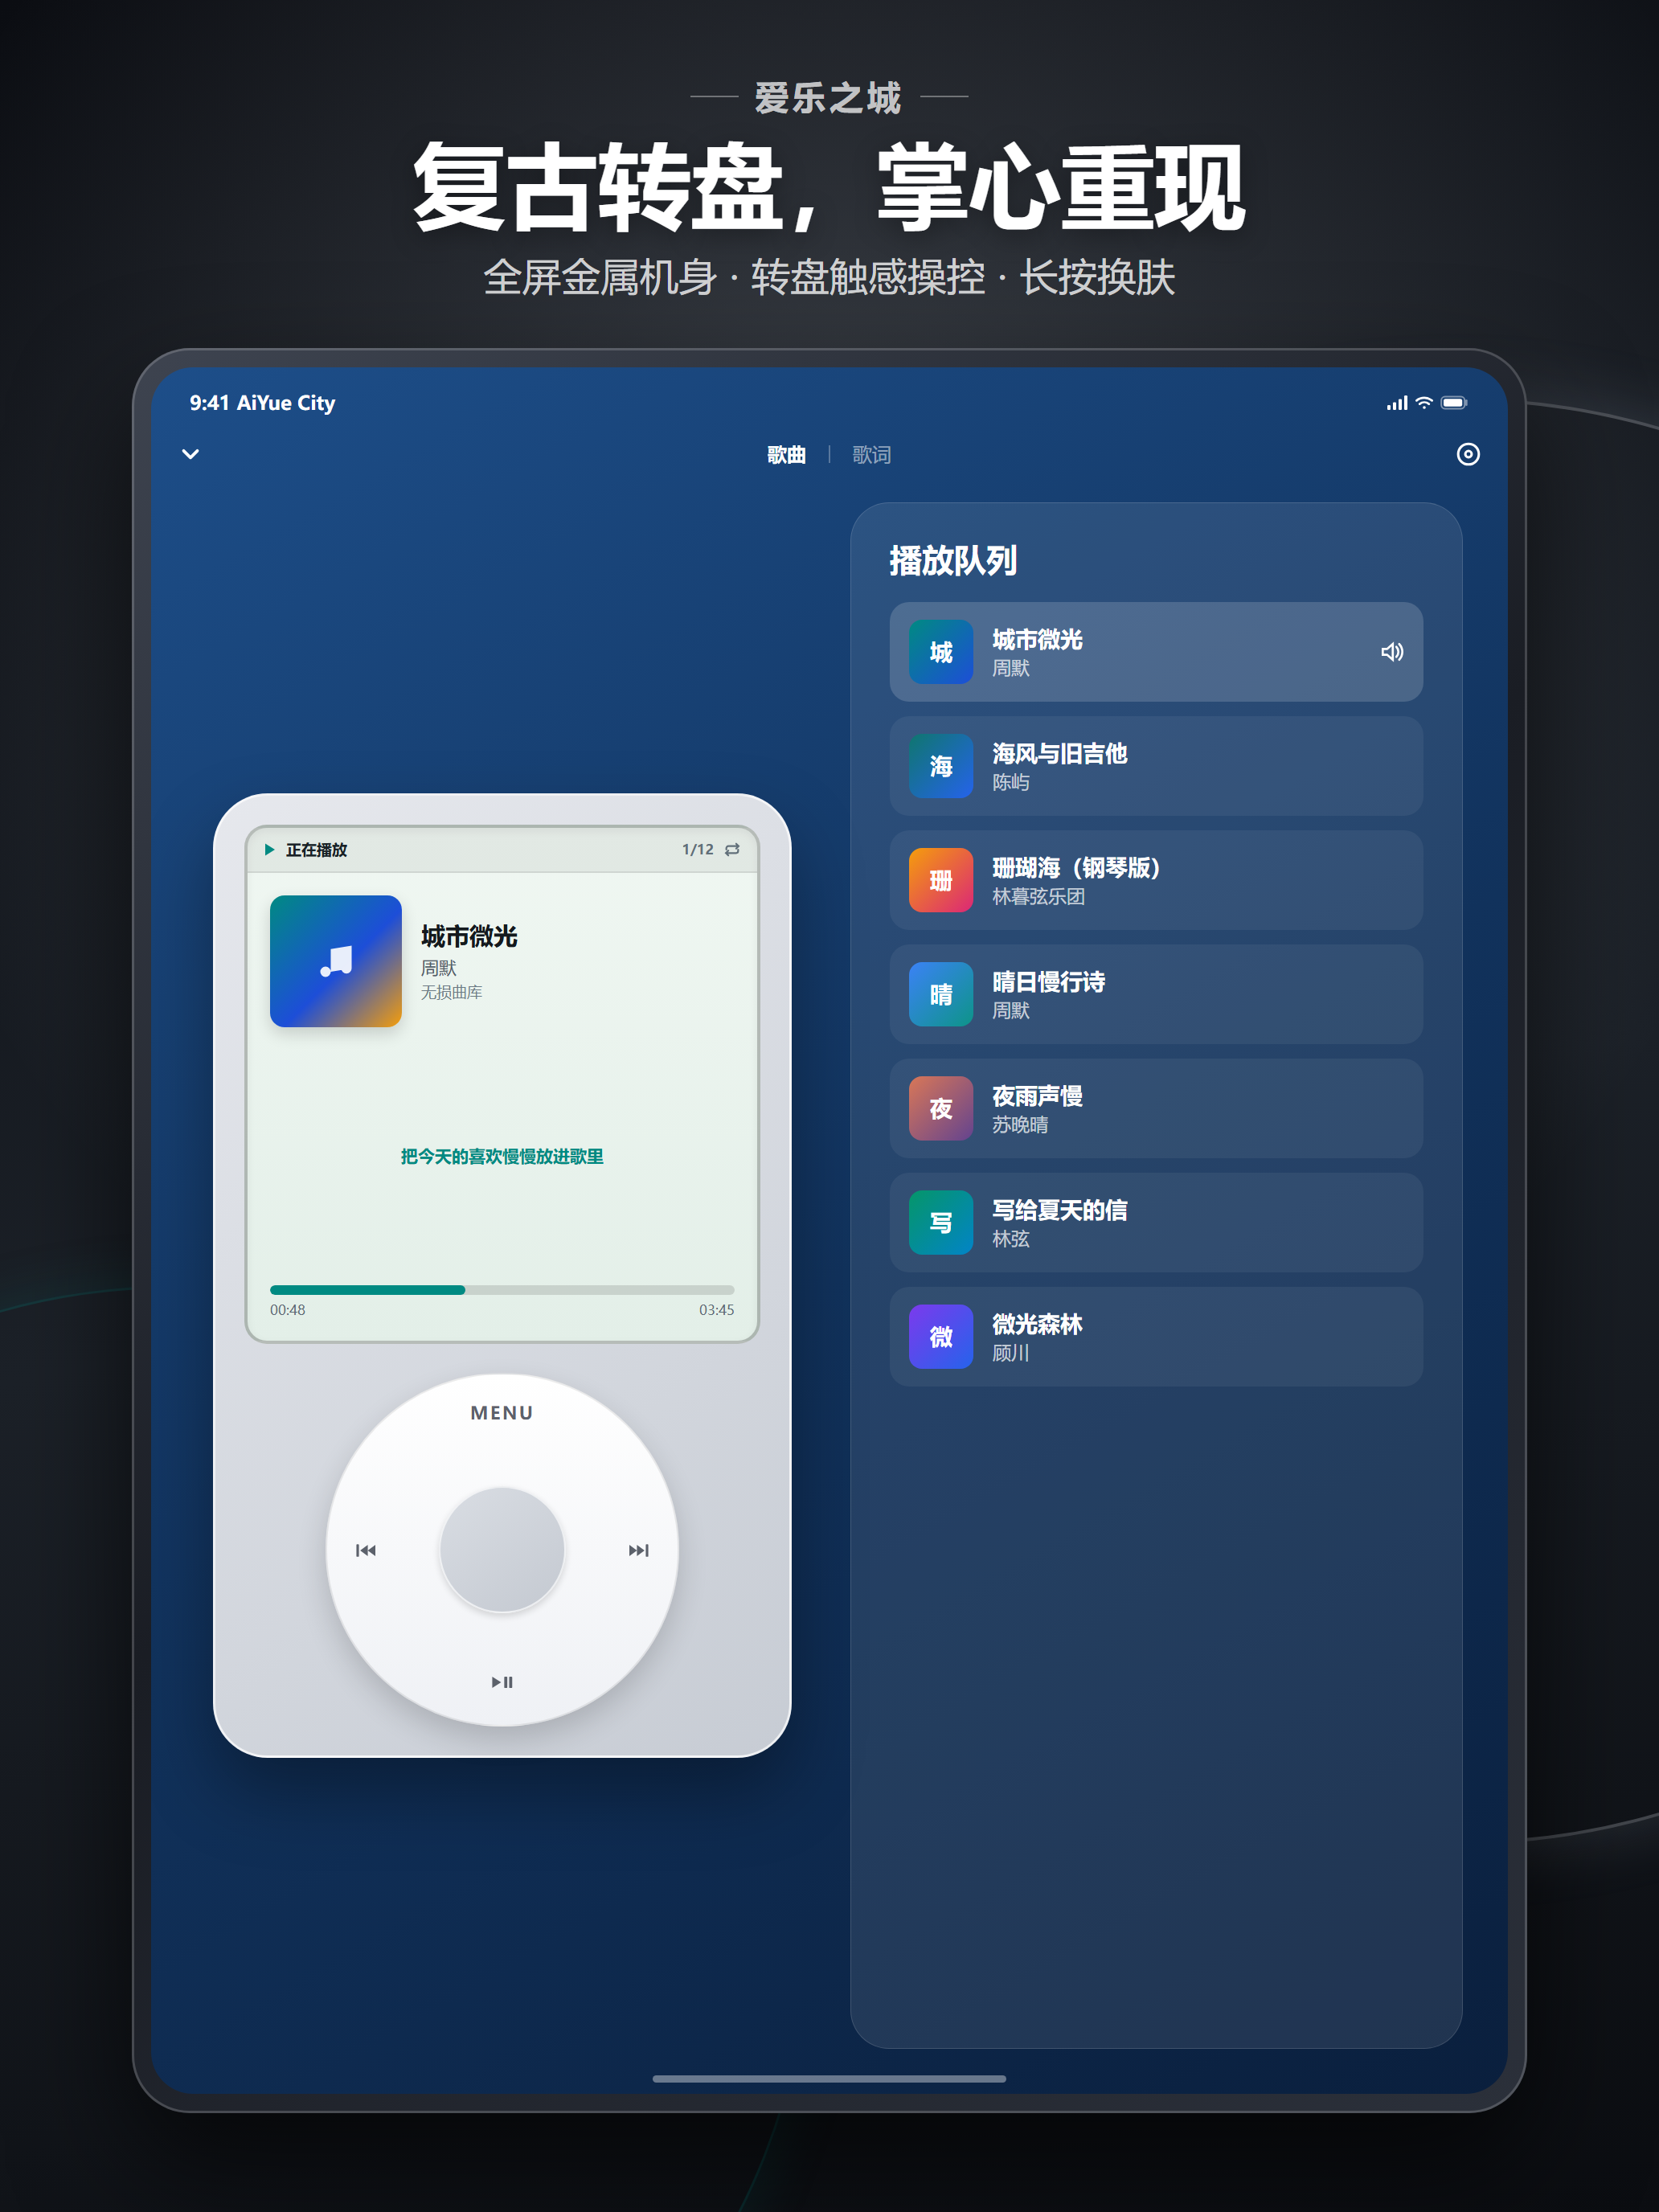 爱乐之城
复古转盘，掌心重现
全屏金属机身 · 转盘触感操控 · 长按换肤
9:41 AiYue City
歌曲 | 歌词
正在播放 1/12
城市微光
周默
无损曲库
把今天的喜欢慢慢放进歌里
00:48 03:45
MENU
播放队列
城
城市微光
周默
海
海风与旧吉他
陈屿
珊
珊瑚海（钢琴版）
林暮弦乐团
晴
晴日慢行诗
周默
夜
夜雨声慢
苏晚晴
写
写给夏天的信
林弦
微
微光森林
顾川